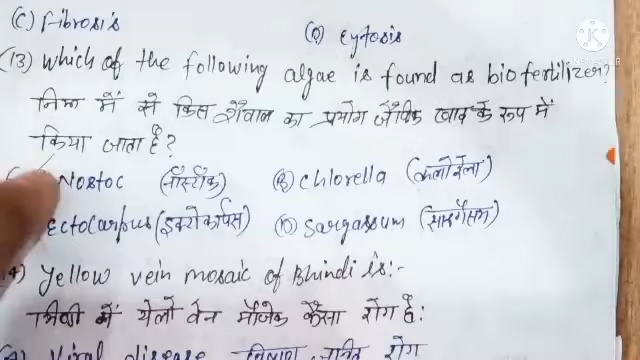 (C) Fibrosis (D) Cytosis
(13) Which of the following algae is found as biofertilizer?
निम्न में से किस शैवाल का प्रयोग जैविक खाद के रूप में
किया जाता है?
Nostoc (नॉस्टॉक) (B) Chlorella (क्लोरेला)
Ectocarpus (इक्टोकार्पस) (D) Sargassum (सारगैसम)
4) Yellow vein mosaic of Bhindi is:-
भिण्डी में येलो वेन मौजेक कैसा रोग है:
Viral disease रोग